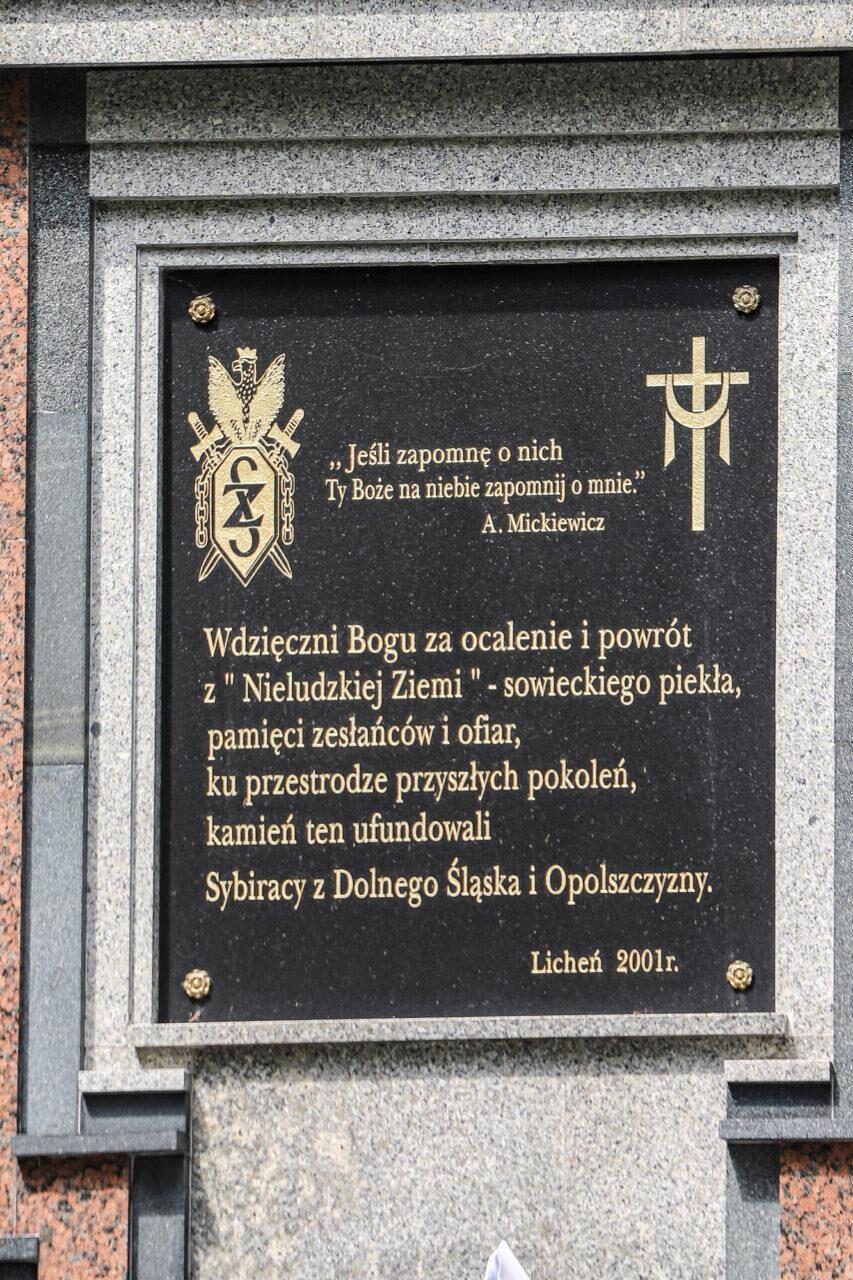 „Jeśli zapomnę o nich
Ty Boże na niebie zapomnij o mnie.”
A. Mickiewicz
Wdzięczni Bogu za ocalenie i powrót
z " Nieludzkiej Ziemi " - sowieckiego piekła,
pamięci zesłańców i ofiar,
ku przestrodze przyszłych pokoleń,
kamień ten ufundowali
Sybiracy z Dolnego Śląska i Opolszczyzny.
Licheń 2001r.